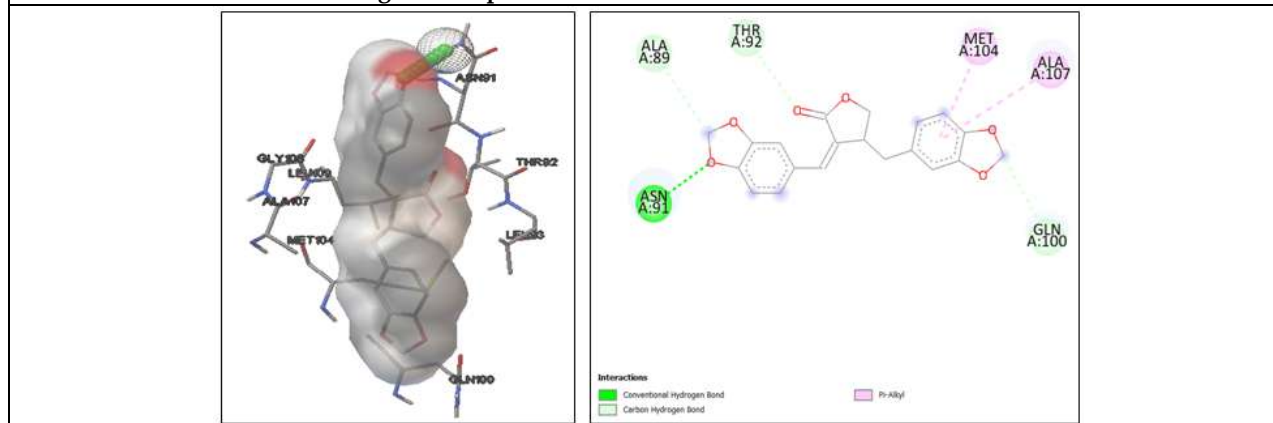 ASN91
GLY108
LEU109
THR92
ALA107
MET104
LEU93
GLN100
ALA
A:89
THR
A:92
MET
A:104
ALA
A:107
O
O
O
O
O
O
ASN
A:91
GLN
A:100
Interactions
Conventional Hydrogen Bond
Pi-Alkyl
Carbon Hydrogen Bond